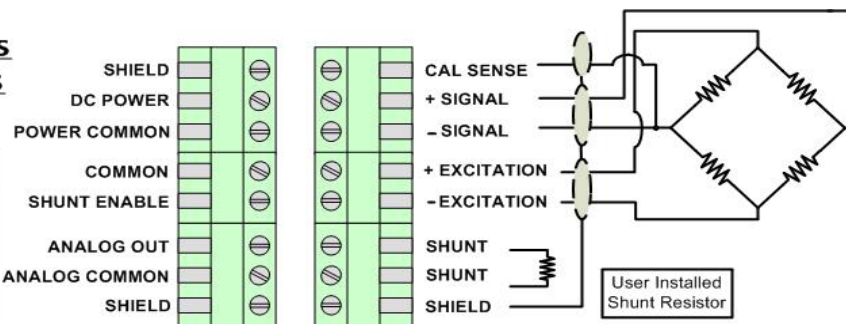 S
S
SHIELD
DC POWER
POWER COMMON
COMMON
SHUNT ENABLE
ANALOG OUT
ANALOG COMMON
SHIELD
CAL SENSE
+ SIGNAL
– SIGNAL
+ EXCITATION
–EXCITATION
SHUNT
SHUNT
SHIELD
User Installed
Shunt Resistor